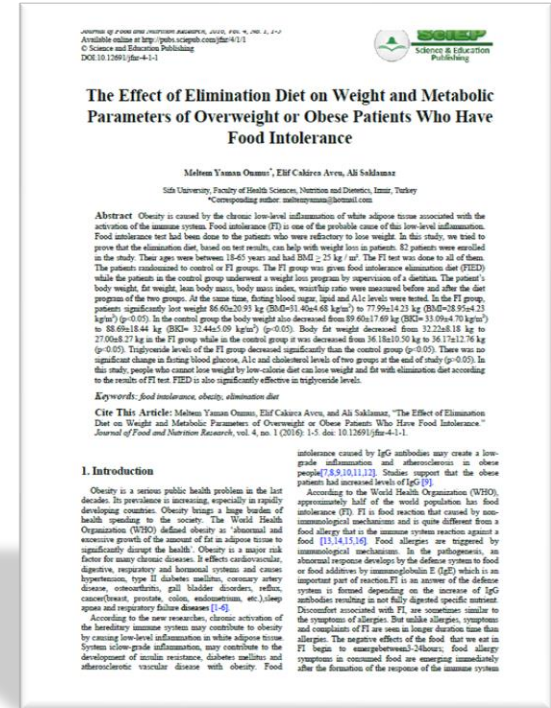 Journal of Food and Nutrition Research, 2016, Vol. 4, No. 1, 1-5
Available online at http://pubs.sciepub.com/jfnr/4/1/1
© Science and Education Publishing
DOI:10.12691/jfnr-4-1-1
SciEP
Science & Education
Publishing
The Effect of Elimination Diet on Weight and Metabolic
Parameters of Overweight or Obese Patients Who Have
Food Intolerance
Meltem Yaman Onmus*, Elif Cakirca Avcu, Ali Saklamaz
Sifa University, Faculty of Health Sciences, Nutrition and Dietetics, Izmir, Turkey
*Corresponding author: meltemyaman@hotmail.com
Abstract Obesity is caused by the chronic low-level inflammation of white adipose tissue associated with the
activation of the immune system. Food intolerance (FI) is one of the probable cause of this low-level inflammation.
Food intolerance test had been done to the patients who were refractory to lose weight. In this study, we tried to
prove that the elimination diet, based on test results, can help with weight loss in patients. 82 patients were enrolled
in the study. Their ages were between 18-65 years and had BMI ≥ 25 kg / m². The FI test was done to all of them.
The patients randomized to control or FI groups. The FI group was given food intolerance elimination diet (FIED)
while the patients in the control group underwent a weight loss program by supervision of a dietitian. The patient's
body weight, fat weight, lean body mass, body mass index, waist/hip ratio were measured before and after the diet
program of the two groups. At the same time, fasting blood sugar, lipid and A1c levels were tested. In the FI group,
patients significantly lost weight 86.60±20.93 kg (BMI=31.40±4.68 kg/m²) to 77.99±14.23 kg (BMI=28.95±4.25
kg/m²) (p<0.05). In the control group the body weight also decreased from 89.60±17.69 kg (BKI= 33.09±4.70 kg/m²)
to 88.69±18.44 kg (BKI= 32.44±5.09 kg/m²) (p<0.05). Body fat weight decreased from 32.22±8.18 kg to
27.00±8.27 kg in the FI group while in the control group it was decreased from 36.18±10.50 kg to 36.17±12.76 kg
(p<0.05). Triglyceride levels of the FI group decreased significantly than the control group (p<0.05). There was no
significant change in fasting blood glucose, A1c and cholesterol levels of two groups at the end of study (p>0.05). In
this study, people who cannot lose weight by low-calorie diet can lose weight and fat with elimination diet according
to the results of FI test. FIED is also significantly effective in triglyceride levels.
Keywords: food intolerance, obesity, elimination diet
Cite This Article: Meltem Yaman Onmus, Elif Cakirca Avcu, and Ali Saklamaz, "The Effect of Elimination
Diet on Weight and Metabolic Parameters of Overweight or Obese Patients Who Have Food Intolerance."
Journal of Food and Nutrition Research, vol. 4, no. 1 (2016): 1-5. doi: 10.12691/jfnr-4-1-1.
1. Introduction
Obesity is a serious public health problem in the last
decades. Its prevalence is increasing, especially in rapidly
developing countries. Obesity brings a huge burden of
health spending to the society. The World Health
Organization (WHO) defined obesity as 'abnormal and
excessive growth of the amount of fat in adipose tissue to
significantly disrupt the health'. Obesity is a major risk
factor for many chronic diseases. It effects cardiovascular,
digestive, respiratory and hormonal systems and causes
hypertension, type II diabetes mellitus, coronary artery
disease, osteoarthritis, gall bladder disorders, reflux,
cancer(breast, prostate, colon, endometrium, etc.),sleep
apnea and respiratory failure diseases [1-6].
According to the new researches, chronic activation of
the hereditary immune system may contribute to obesity
by causing low-level inflammation in white adipose tissue.
System islow-grade inflammation, may contribute to the
development of insulin resistance, diabetes mellitus and
atherosclerotic vascular disease with obesity. Food
intolerance caused by IgG antibodies may create a low-
grade inflammation and atherosclerosis in obese
people[7,8,9,10,11,12]. Studies support that the obese
patients had increased levels of IgG [9].
According to the World Health Organization (WHO),
approximately half of the world population has food
intolerance (FI). FI is food reaction that caused by non-
immunological mechanisms and is quite different from a
food allergy that is the immune system reaction against a
food [13,14,15,16]. Food allergies are triggered by
immunological mechanisms. In the pathogenesis, an
abnormal response develops by the defense system to food
or food additives by immunoglobulin E (IgE) which is an
important part of reaction.FI is an answer of the defense
system is formed depending on the increase of IgG
antibodies resulting in not fully digested specific nutrient.
Discomfort associated with FI, are sometimes similar to
the symptoms of allergies. But unlike allergies, symptoms
and complaints of FI are seen in longer duration time than
allergies. The negative effects of the food that we eat in
FI begin to emergebetween3-24hours; food allergy
symptoms in consumed food are emerging immediately
after the formation of the response of the immune system